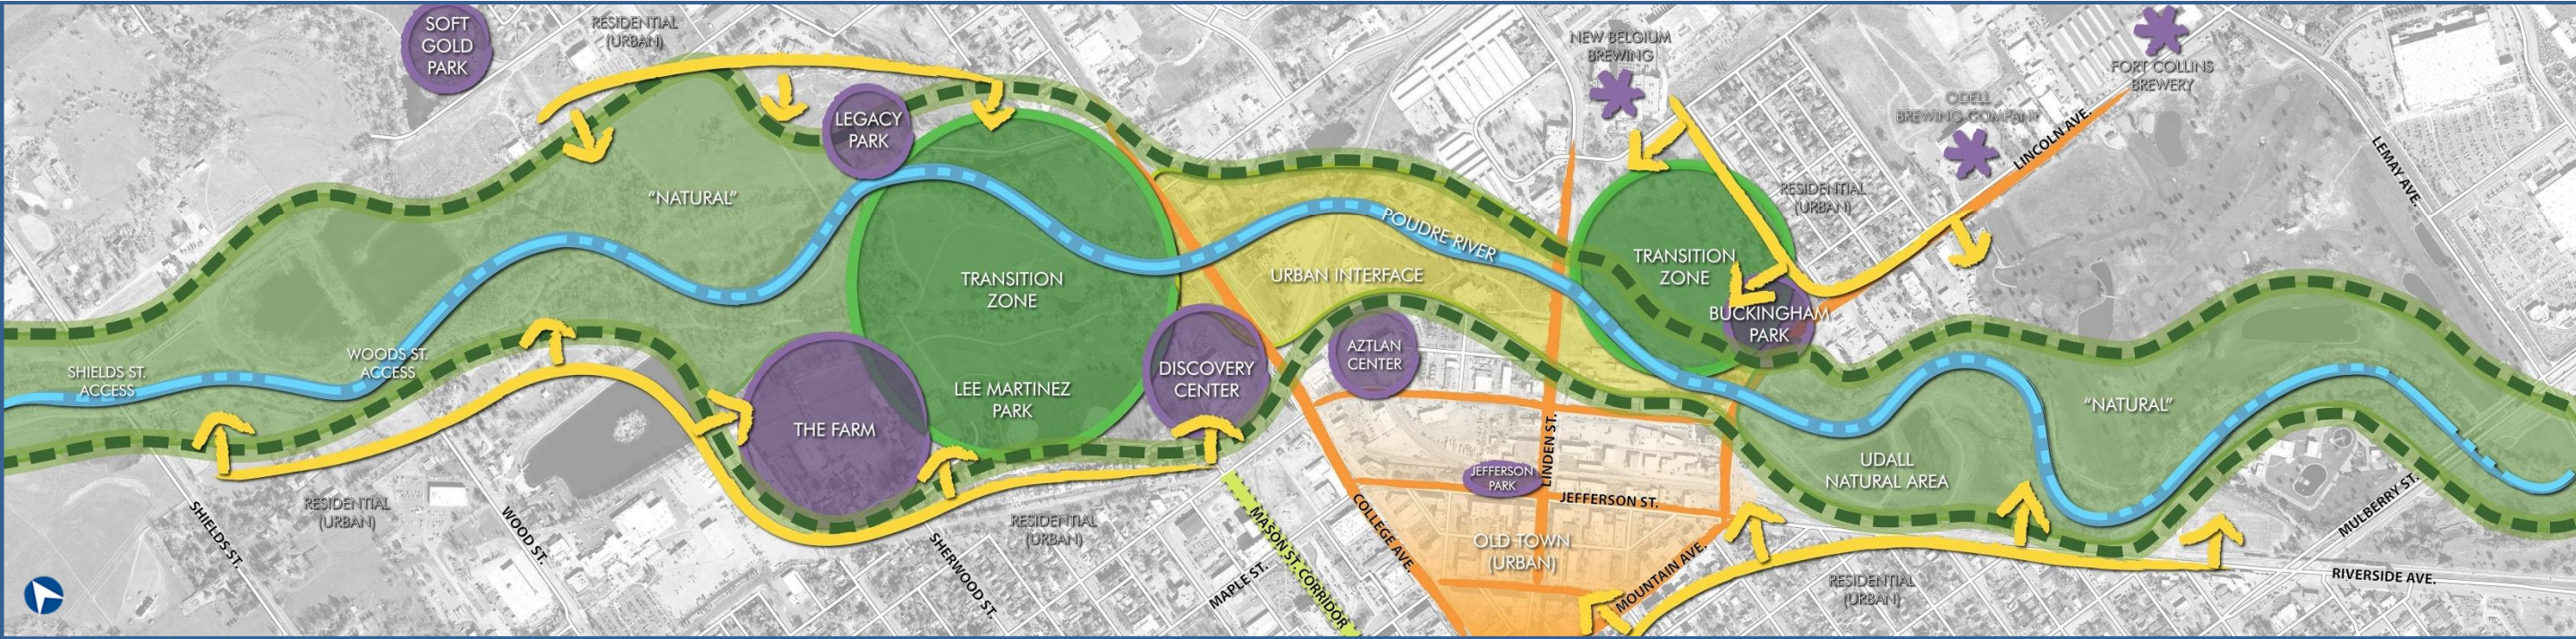 SOFT
GOLD
PARK
RESIDENTIAL
(URBAN)
NEW BELGIUM
BREWING
FORT COLLINS
BREWERY
ODELL
BREWING COMPANY
LINCOLN AVE.
LEMAY AVE.
LEGACY
PARK
"NATURAL"
RESIDENTIAL
(URBAN)
POUDRE RIVER
TRANSITION
ZONE
URBAN INTERFACE
TRANSITION
ZONE
BUCKINGHAM
PARK
SHIELDS ST.
ACCESS
WOODS ST.
ACCESS
LEE MARTINEZ
PARK
DISCOVERY
CENTER
AZTLAN
CENTER
THE FARM
"NATURAL"
UDALL
NATURAL AREA
LINDEN ST.
JEFFERSON
PARK
JEFFERSON ST.
SHIELDS ST.
RESIDENTIAL
(URBAN)
WOOD ST.
SHERWOOD ST.
RESIDENTIAL
(URBAN)
MAPLE ST.
MASON ST. CORRIDOR
COLLEGE AVE.
OLD TOWN
(URBAN)
MOUNTAIN AVE.
RESIDENTIAL
(URBAN)
MULBERRY ST.
RIVERSIDE AVE.